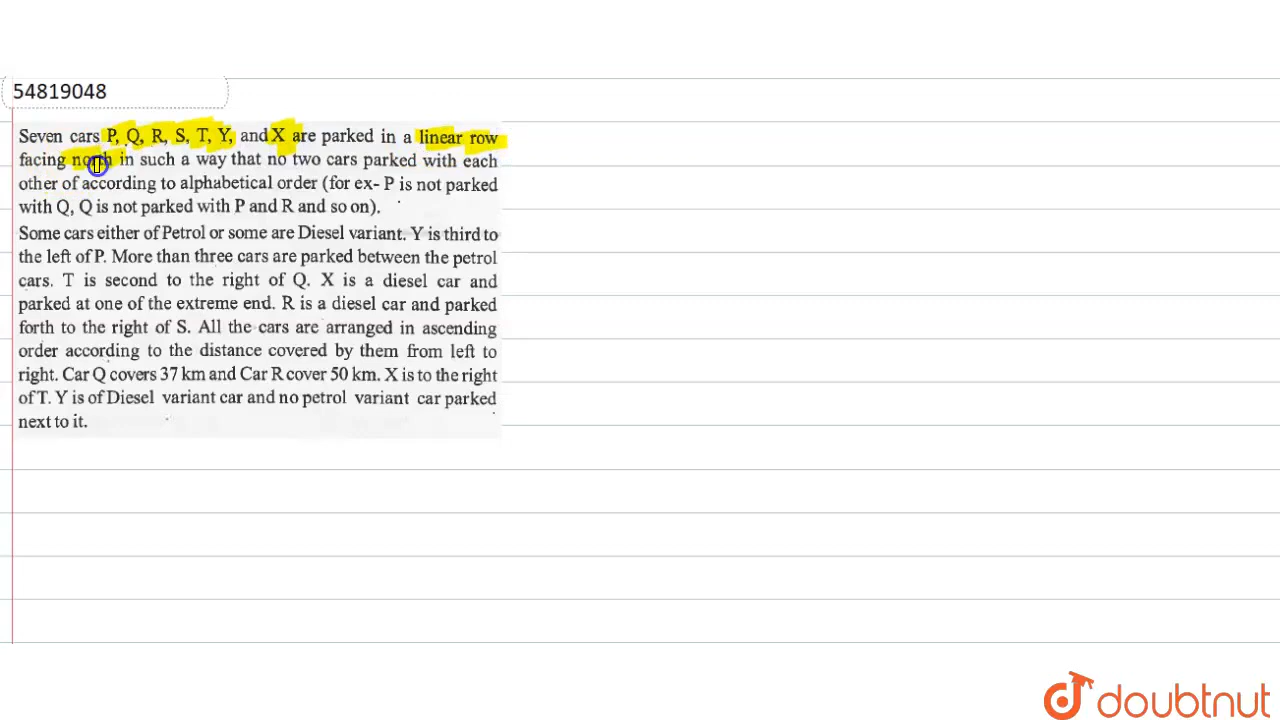 54819048
Seven cars P, Q, R, S, T, Y, and X are parked in a linear row
facing north in such a way that no two cars parked with each
other of according to alphabetical order (for ex- P is not parked
with Q, Q is not parked with P and R and so on).
Some cars either of Petrol or some are Diesel variant. Y is third to
the left of P. More than three cars are parked between the petrol
cars. T is second to the right of Q. X is a diesel car and
parked at one of the extreme end. R is a diesel car and parked
forth to the right of S. All the cars are arranged in ascending
order according to the distance covered by them from left to
right. Car Q covers 37 km and Car R cover 50 km. X is to the right
of T. Y is of Diesel variant car and no petrol variant car parked
next to it.
doubtnut